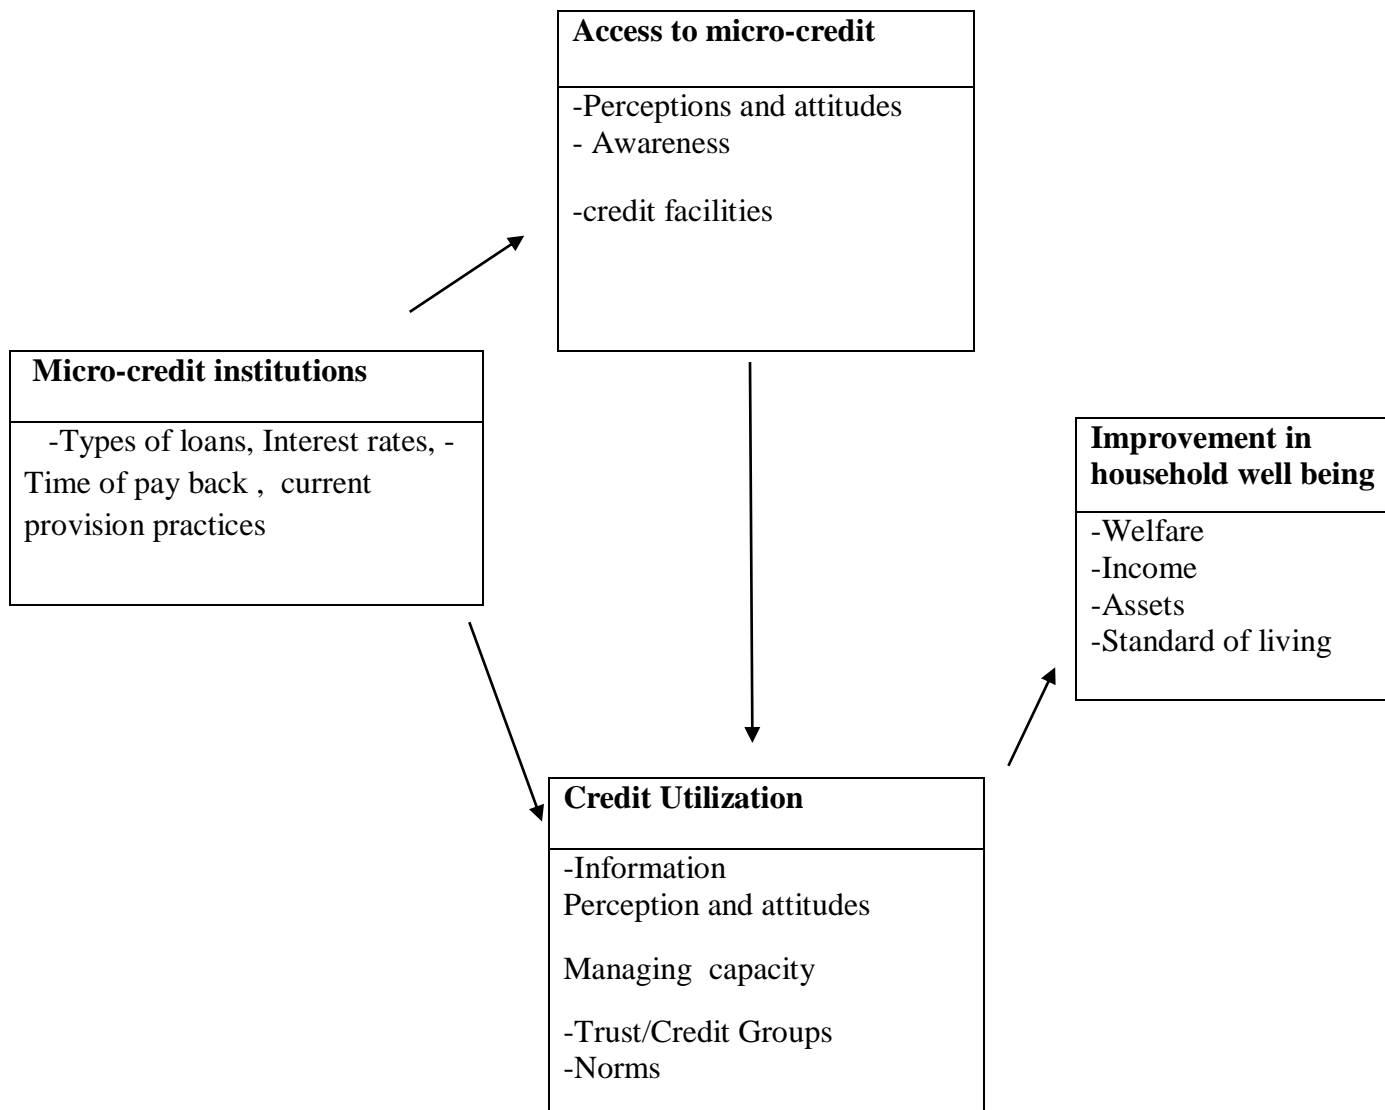 Access to micro-credit
-Perceptions and attitudes
- Awareness
-credit facilities
Micro-credit institutions
-Types of loans, Interest rates, -
Time of pay back , current
provision practices
Improvement in
household well being
-Welfare
-Income
-Assets
-Standard of living
Credit Utilization
-Information
Perception and attitudes
Managing capacity
-Trust/Credit Groups
-Norms